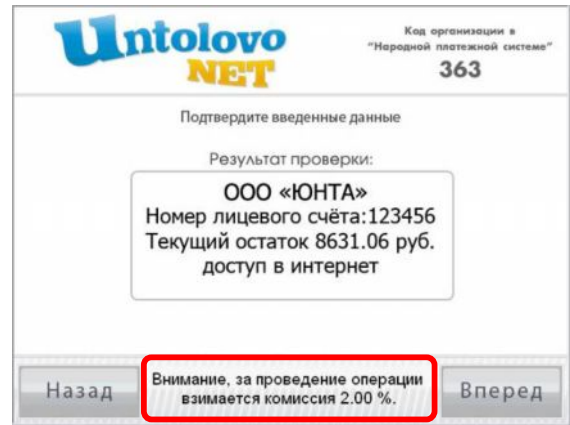 Untolovo
NET
Код организации в
"Народной платежной системе"
363
Подтвердите введенные данные
Результат проверки:
ООО «ЮНТА»
Номер лицевого счёта:123456
Текущий остаток 8631.06 руб.
доступ в интернет
Назад
Внимание, за проведение операции
взимается комиссия 2.00 %.
Вперед